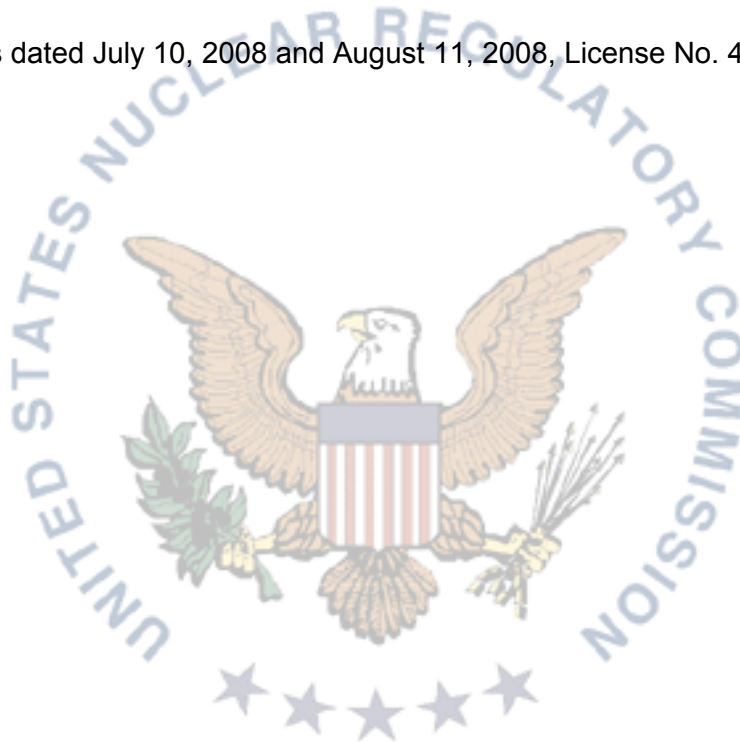 s dated July 10, 2008 and August 11, 2008, License No. 4
UNITED STATES NUCLEAR REGULATORY COMMISSION